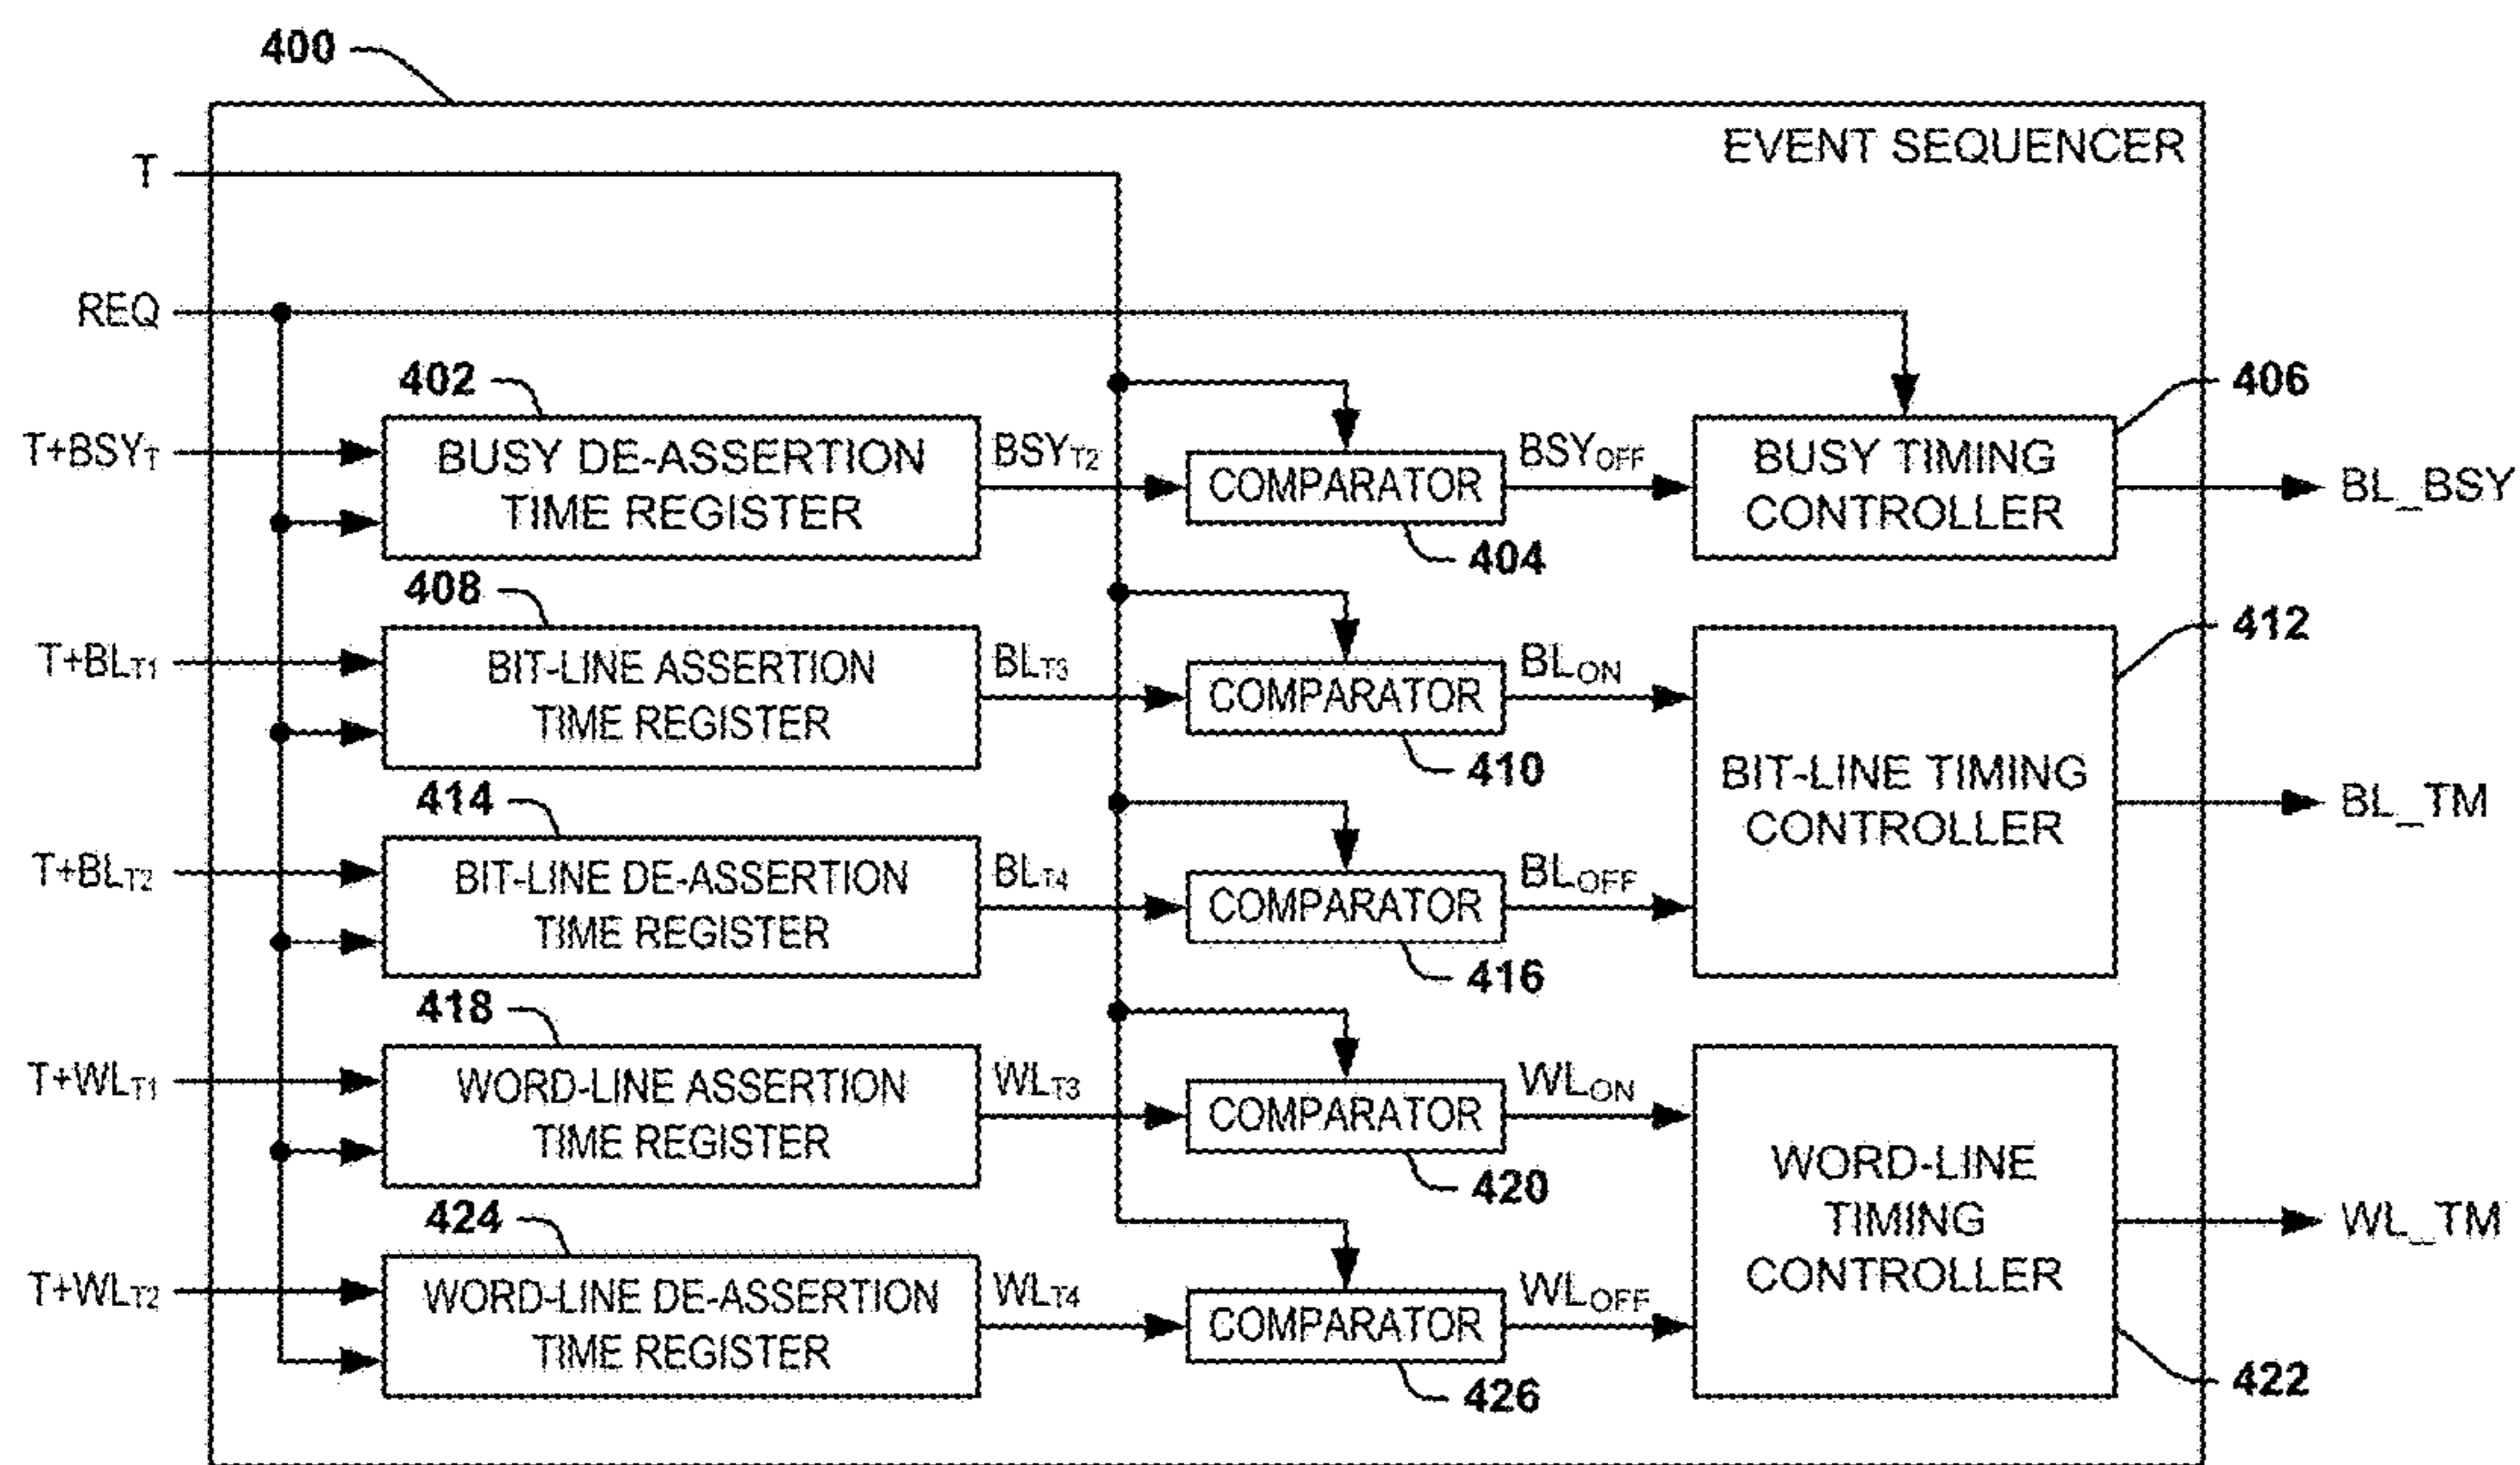 400
EVENT SEQUENCER
T
REQ
402
406
T+BSYT
BUSY DE-ASSERTION
TIME REGISTER
BSYT2
COMPARATOR
BSYOFF
BUSY TIMING
CONTROLLER
BL_BSY
404
408
412
T+BLT1
BIT-LINE ASSERTION
TIME REGISTER
BLT3
COMPARATOR
BLON
410
BIT-LINE TIMING
CONTROLLER
BL_TM
414
T+BLT2
BIT-LINE DE-ASSERTION
TIME REGISTER
BLT4
COMPARATOR
BLOFF
416
418
T+WLT1
WORD-LINE ASSERTION
TIME REGISTER
WLT3
COMPARATOR
WLON
420
WORD-LINE
TIMING
CONTROLLER
WL_TM
424
T+WLT2
WORD-LINE DE-ASSERTION
TIME REGISTER
WLT4
COMPARATOR
WLOFF
426
422